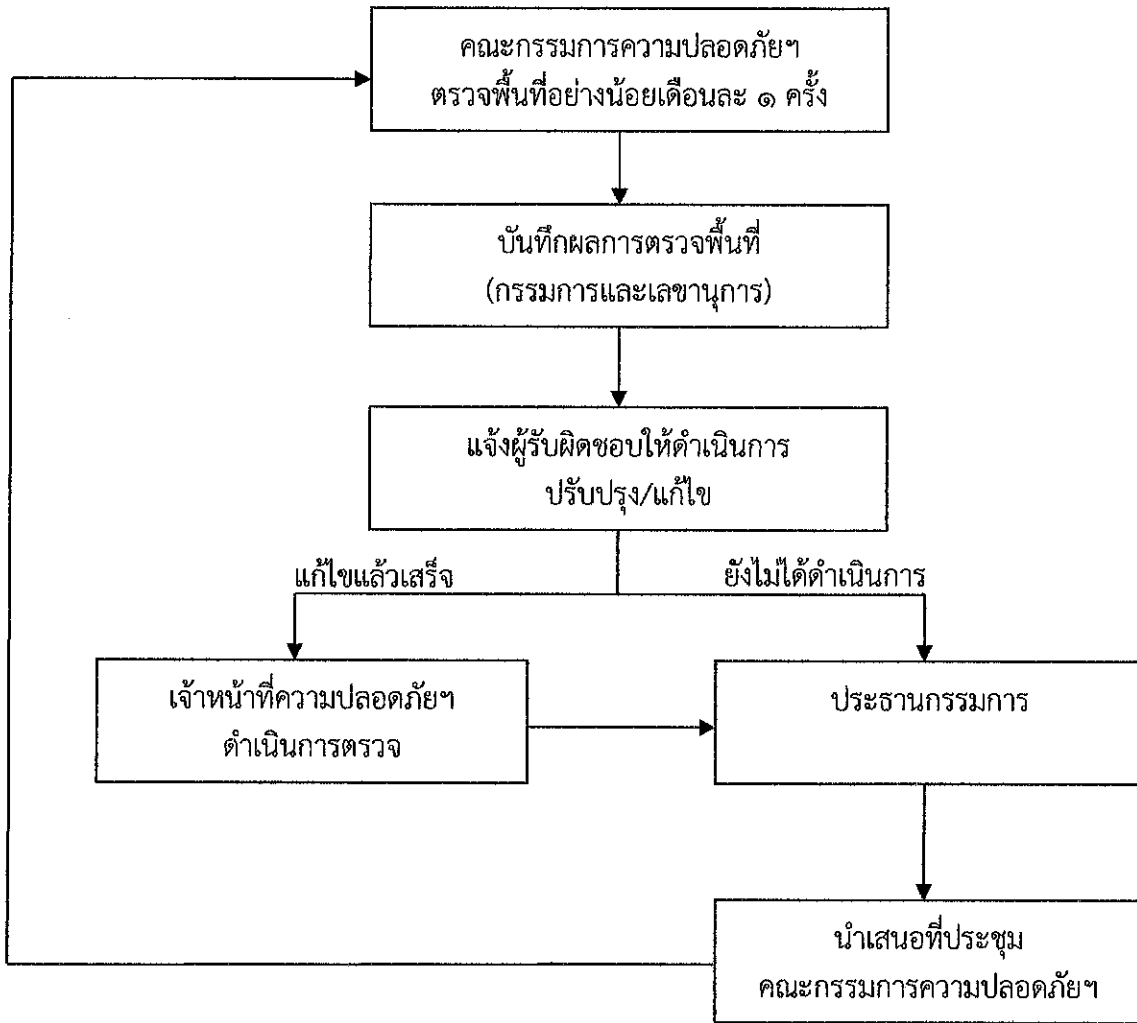 คณะกรรมการความปลอดภัยฯ
ตรวจพื้นที่อย่างน้อยเดือนละ ๑ ครั้ง
บันทึกผลการตรวจพื้นที่
(กรรมการและเลขานุการ)
แจ้งผู้รับผิดชอบให้ดำเนินการ
ปรับปรุง/แก้ไข
แก้ไขแล้วเสร็จ
ยังไม่ได้ดำเนินการ
เจ้าหน้าที่ความปลอดภัยฯ
ดำเนินการตรวจ
ประธานกรรมการ
นำเสนอที่ประชุม
คณะกรรมการความปลอดภัยฯ